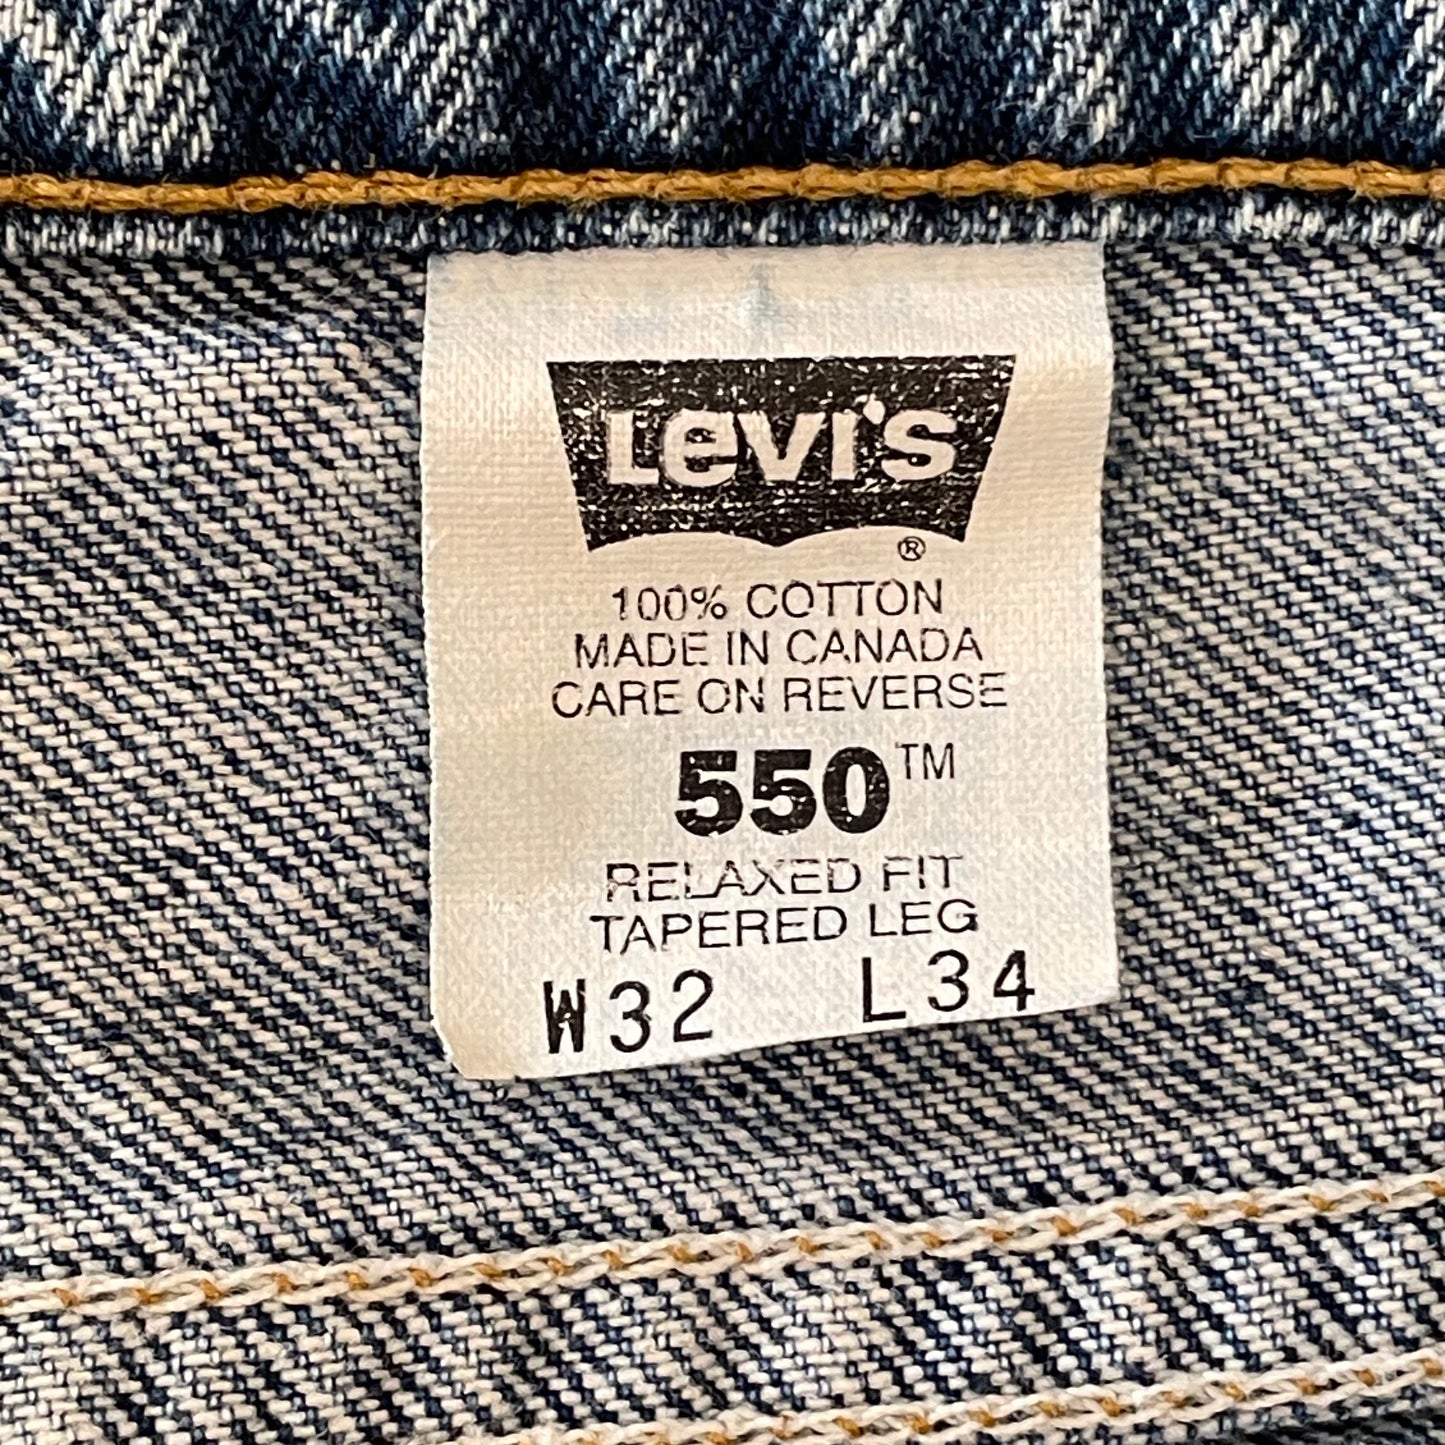 Levi's
®
100% COTTON
MADE IN CANADA
CARE ON REVERSE
550™
RELAXED FIT
TAPERED LEG
W32 L34